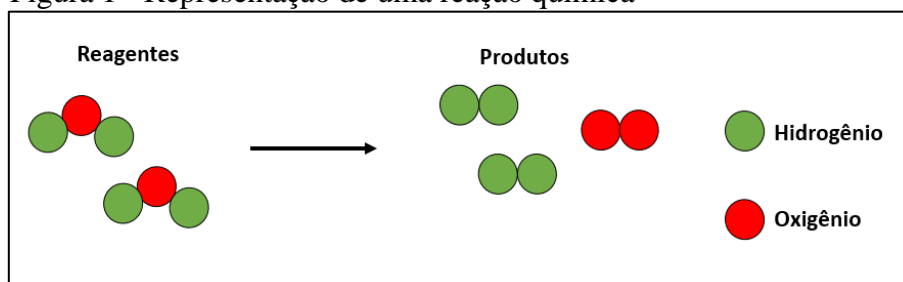 Figura 1 - Representação de uma reação química
Reagentes
Produtos
Hidrogênio
Oxigênio